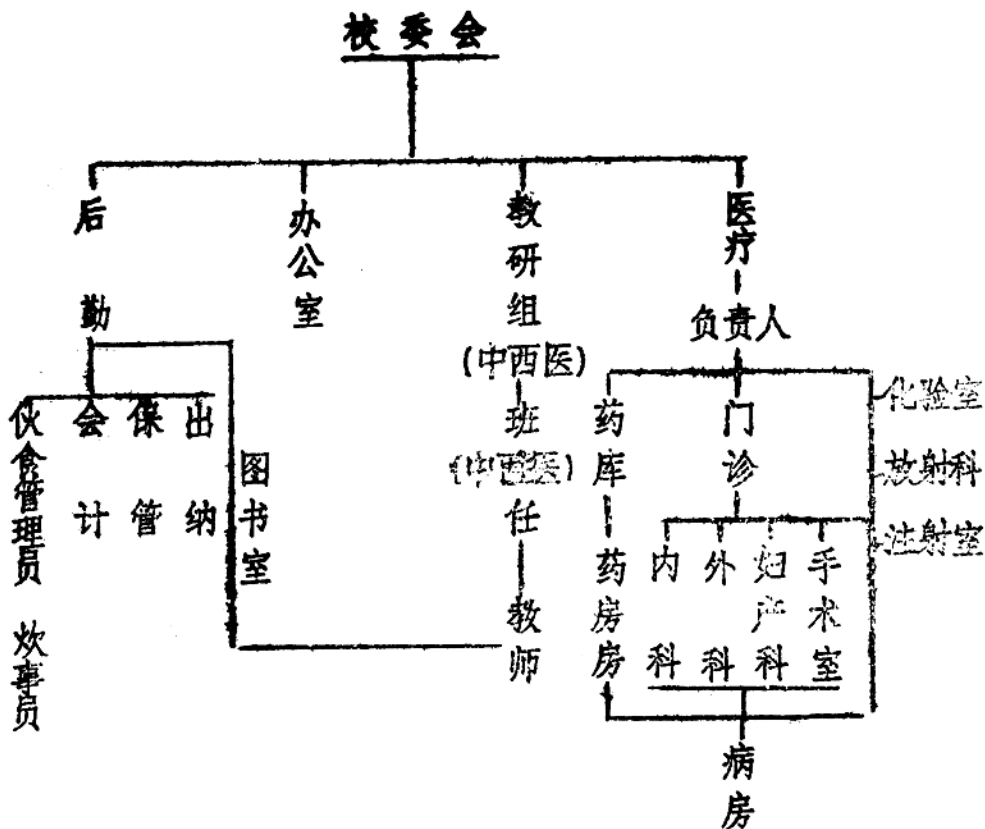 校委会
后勤
办公室
教研组
(中西医)
班
(中西医)
任
教师
医疗
负责人
伙食管理员 炊事员
会计
保管
出纳
图书室
药库
药房房
门诊
内科
外科
妇产科
手术室
化验室
放射科
注射室
病房